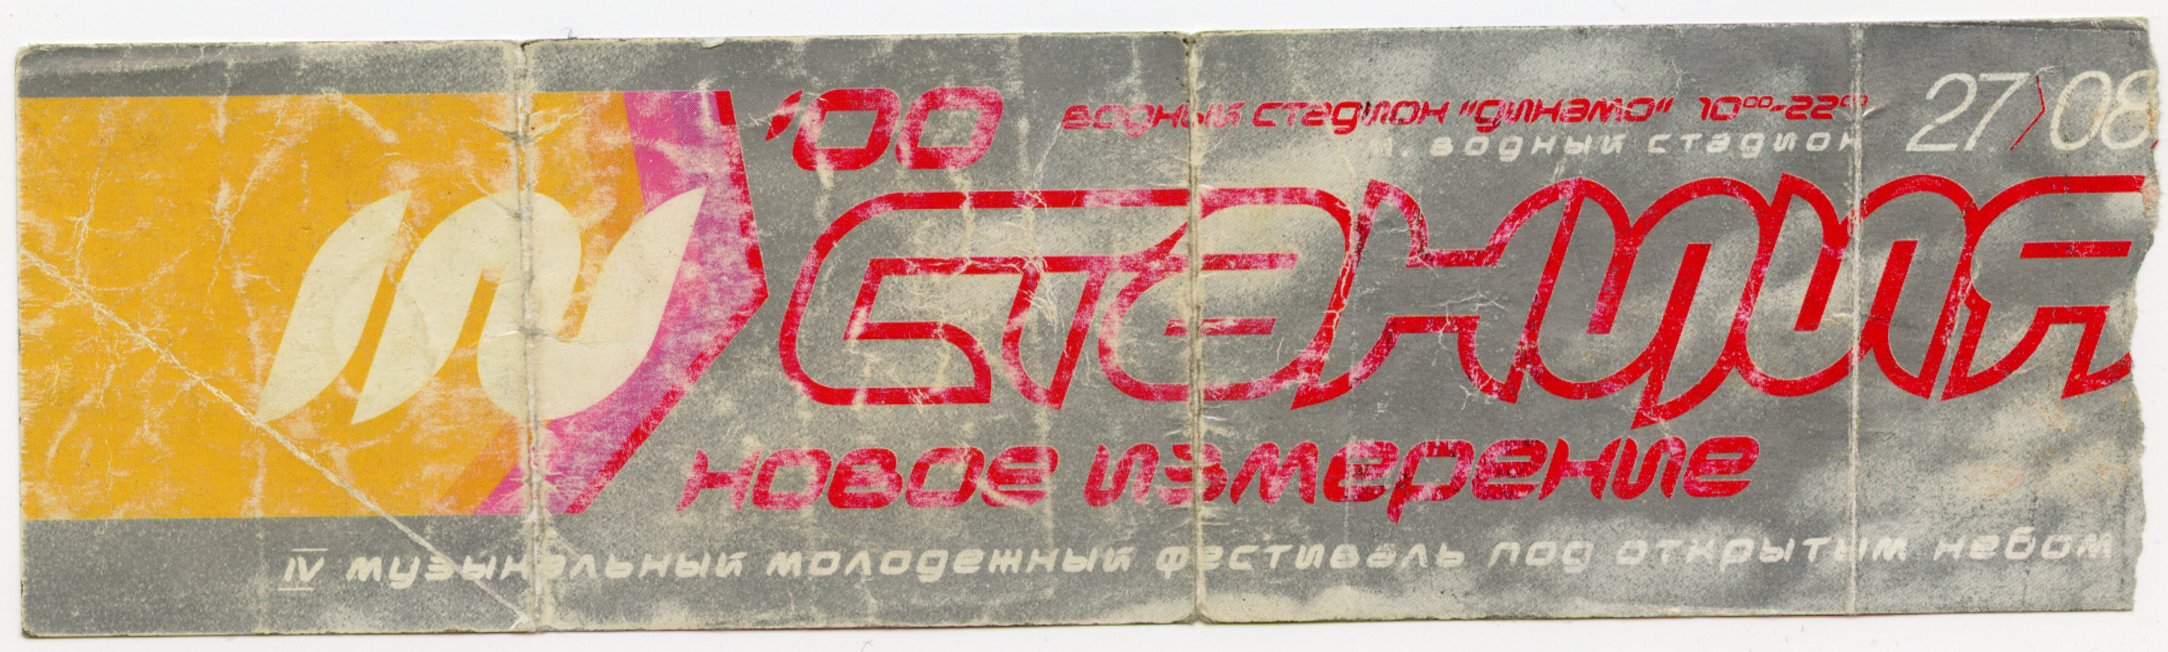 '00
водный стадион "динамо" 10⁰⁰-22⁰⁰
м. водный стадион
27>08
станция
новое измерение
IV музыкальный молодежный фестиваль под открытым небом